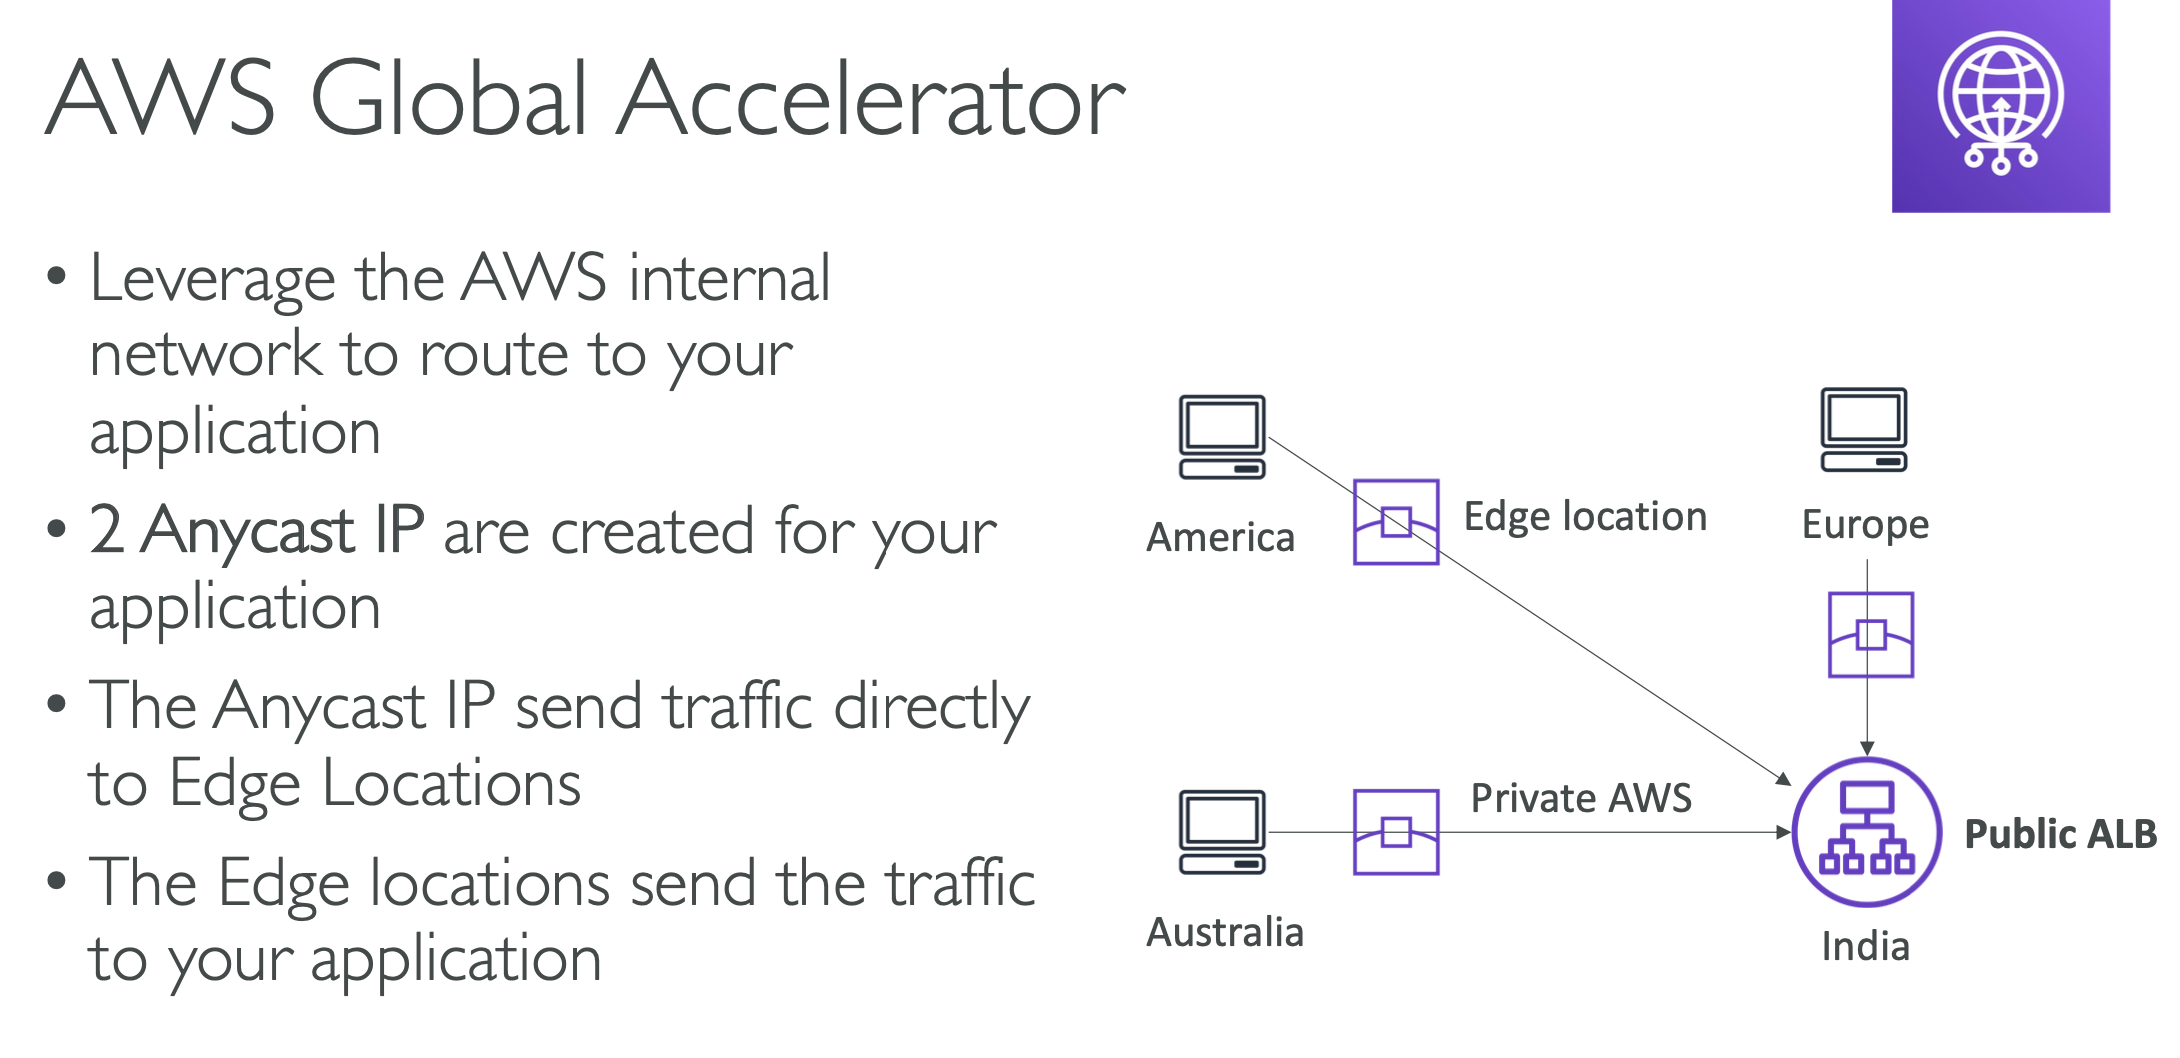 AWS Global Accelerator
• Leverage the AWS internal
network to route to your
application
• 2 Anycast IP are created for your
application
• The Anycast IP send traffic directly
to Edge Locations
• The Edge locations send the traffic
to your application
America
Edge location
Europe
Private AWS
Public ALB
Australia
India